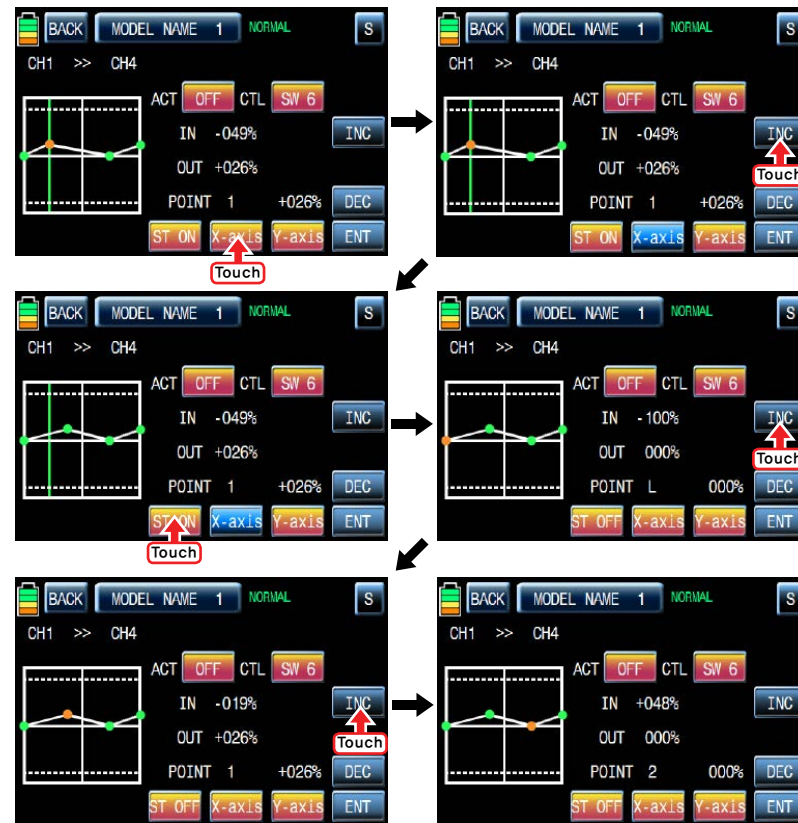 BACK MODEL NAME 1 NORMAL S
CH1 >> CH4
ACT OFF CTL SW 6
IN -049% INC
OUT +026%
POINT 1 +026% DEC
ST ON X-axis Y-axis ENT
Touch
BACK MODEL NAME 1 NORMAL S
CH1 >> CH4
ACT OFF CTL SW 6
IN -049% INC
Touch
OUT +026%
POINT 1 +026% DEC
ST ON X-axis Y-axis ENT
BACK MODEL NAME 1 NORMAL S
CH1 >> CH4
ACT OFF CTL SW 6
IN -049% INC
OUT +026%
POINT 1 +026% DEC
ST ON X-axis Y-axis ENT
Touch
BACK MODEL NAME 1 NORMAL S
CH1 >> CH4
ACT OFF CTL SW 6
IN -100% INC
Touch
OUT 000%
POINT L 000% DEC
ST OFF X-axis Y-axis ENT
BACK MODEL NAME 1 NORMAL S
CH1 >> CH4
ACT OFF CTL SW 6
IN -019% INC
OUT +026% Touch
POINT 1 +026% DEC
ST OFF X-axis Y-axis ENT
BACK MODEL NAME 1 NORMAL S
CH1 >> CH4
ACT OFF CTL SW 6
IN +048% INC
OUT 000%
POINT 2 000% DEC
ST OFF X-axis Y-axis ENT